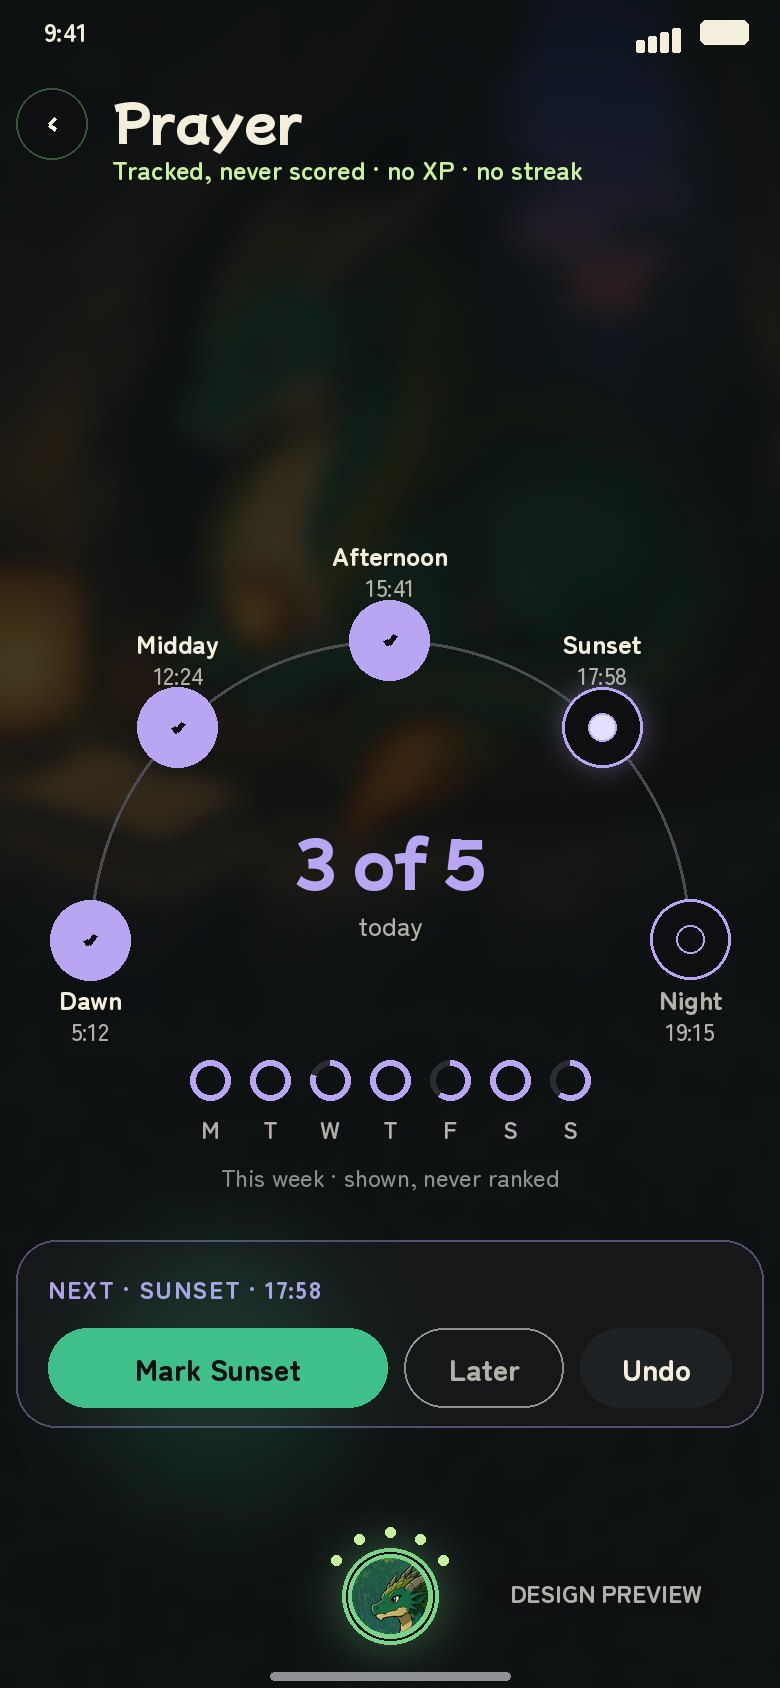 9:41
Prayer
Tracked, never scored · no XP · no streak
Afternoon
15:41
Midday
12:24
Sunset
17:58
3 of 5
today
Dawn
5:12
Night
19:15
M T W T F S S
This week · shown, never ranked
NEXT · SUNSET · 17:58
Mark Sunset
Later
Undo
DESIGN PREVIEW